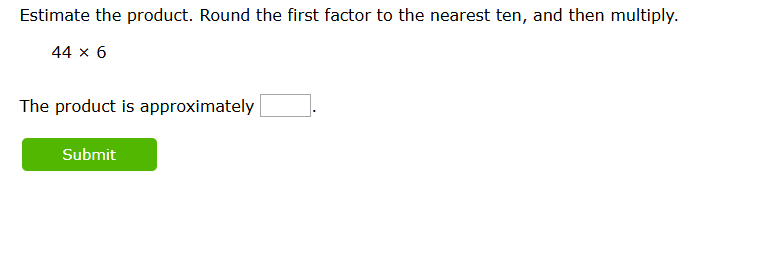 Estimate the product. Round the first factor to the nearest ten, and then multiply.
44 × 6
The product is approximately .
Submit